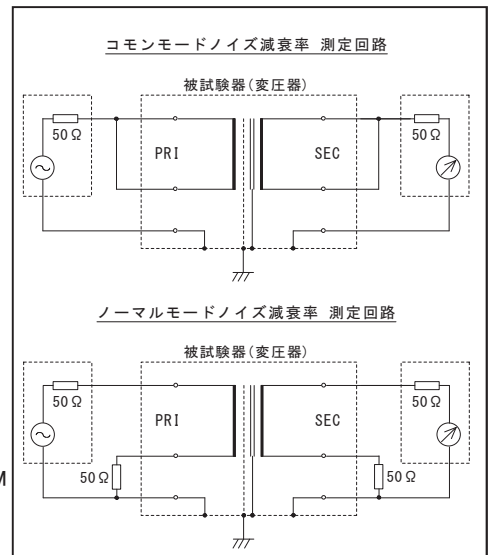 コモンモードノイズ減衰率 測定回路
被試験器(変圧器)
50Ω
PRI
SEC
50Ω
ノーマルモードノイズ減衰率 測定回路
被試験器(変圧器)
50Ω
PRI
SEC
50Ω
50Ω
50Ω
M